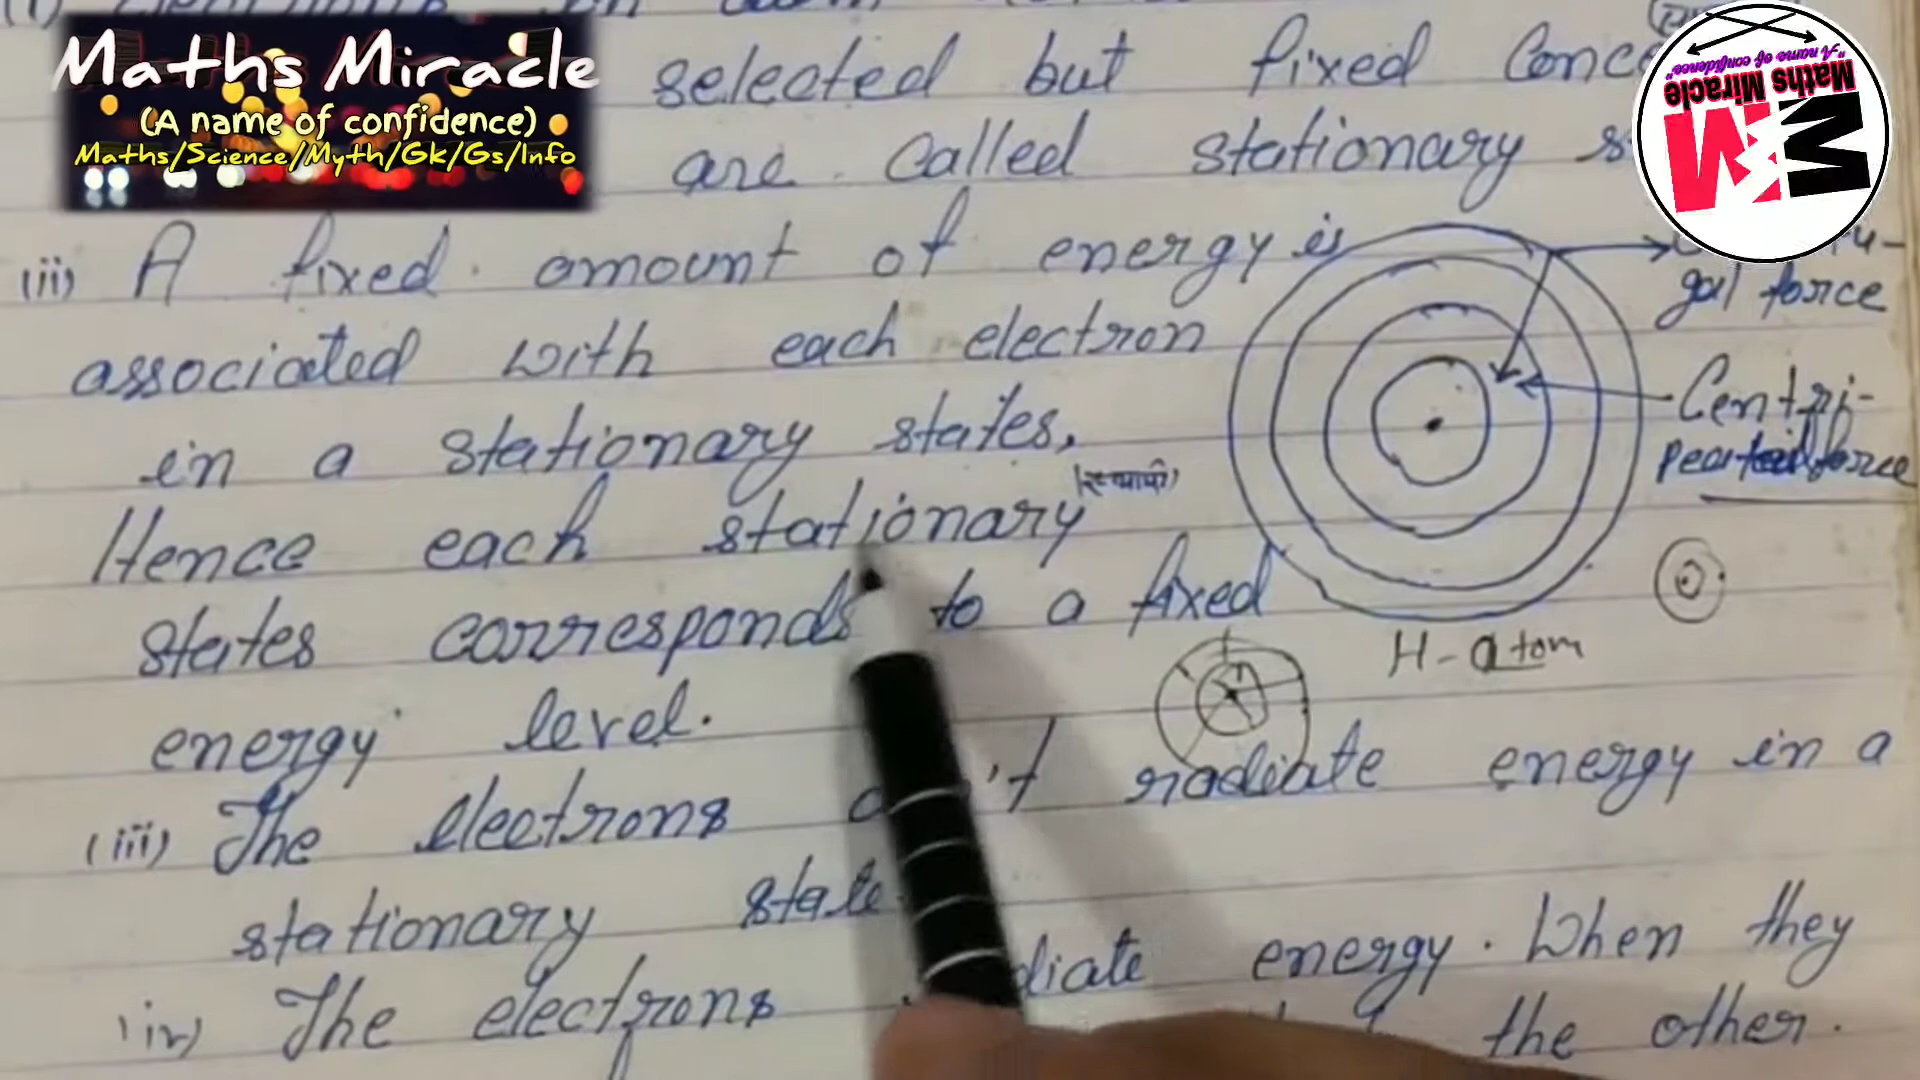 Maths Miracle
(A name of confidence)
Maths/Science/Myth/Gk/Gs/Info
selected but fixed
are called stationary
(ii) A fixed amount of energy is
associated with each electron
in a stationary states,
Hence each stationary (स्थायी)
states corresponds to a fixed
energy level.
(iii) The electrons radiate energy in a
stationary state
(iv) The electrons energy. When they
the other.
gal force
Centri-
force
H-atom
Maths Miracle
"A name of confidence"
MM